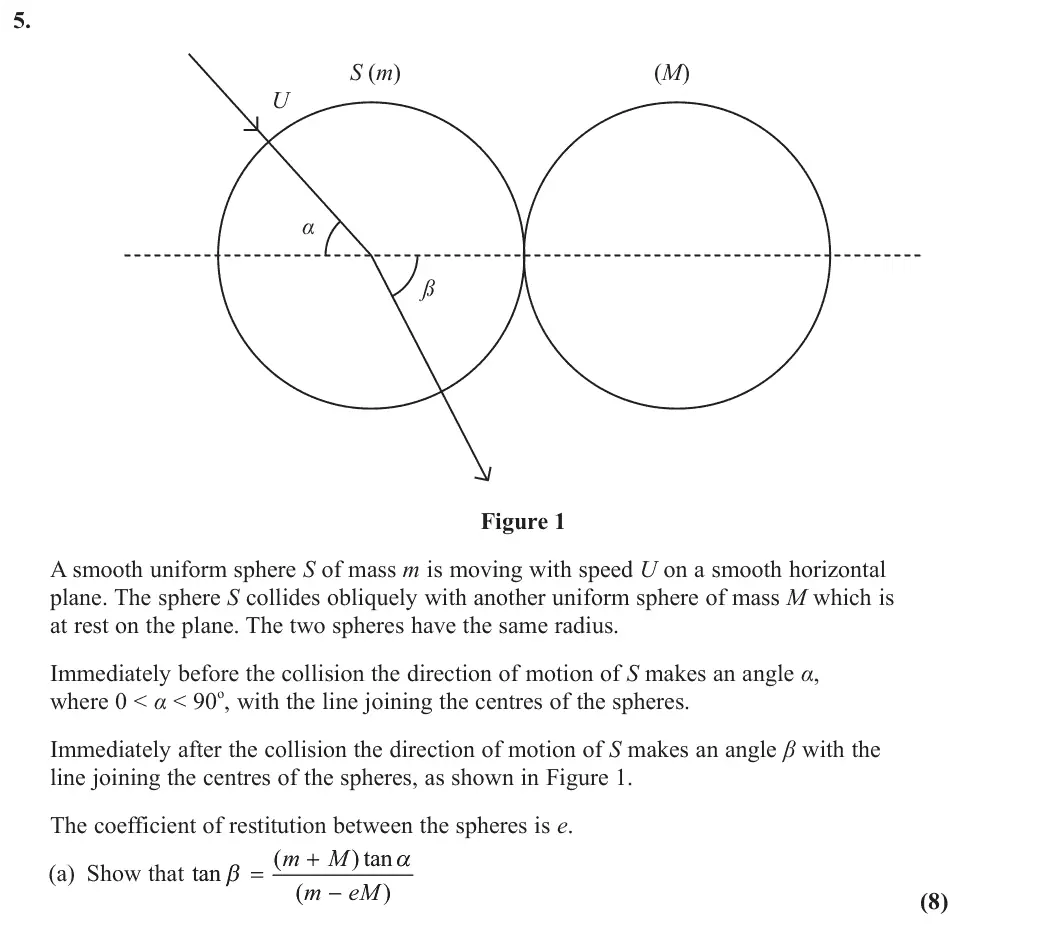 5.
S (m)
(M)
U
α
β
Figure 1
A smooth uniform sphere S of mass m is moving with speed U on a smooth horizontal
plane. The sphere S collides obliquely with another uniform sphere of mass M which is
at rest on the plane. The two spheres have the same radius.
Immediately before the collision the direction of motion of S makes an angle α,
where 0 < α < 90°, with the line joining the centres of the spheres.
Immediately after the collision the direction of motion of S makes an angle β with the
line joining the centres of the spheres, as shown in Figure 1.
The coefficient of restitution between the spheres is e.
(a) Show that tan β = (m + M) tan α / (m − eM)
(8)